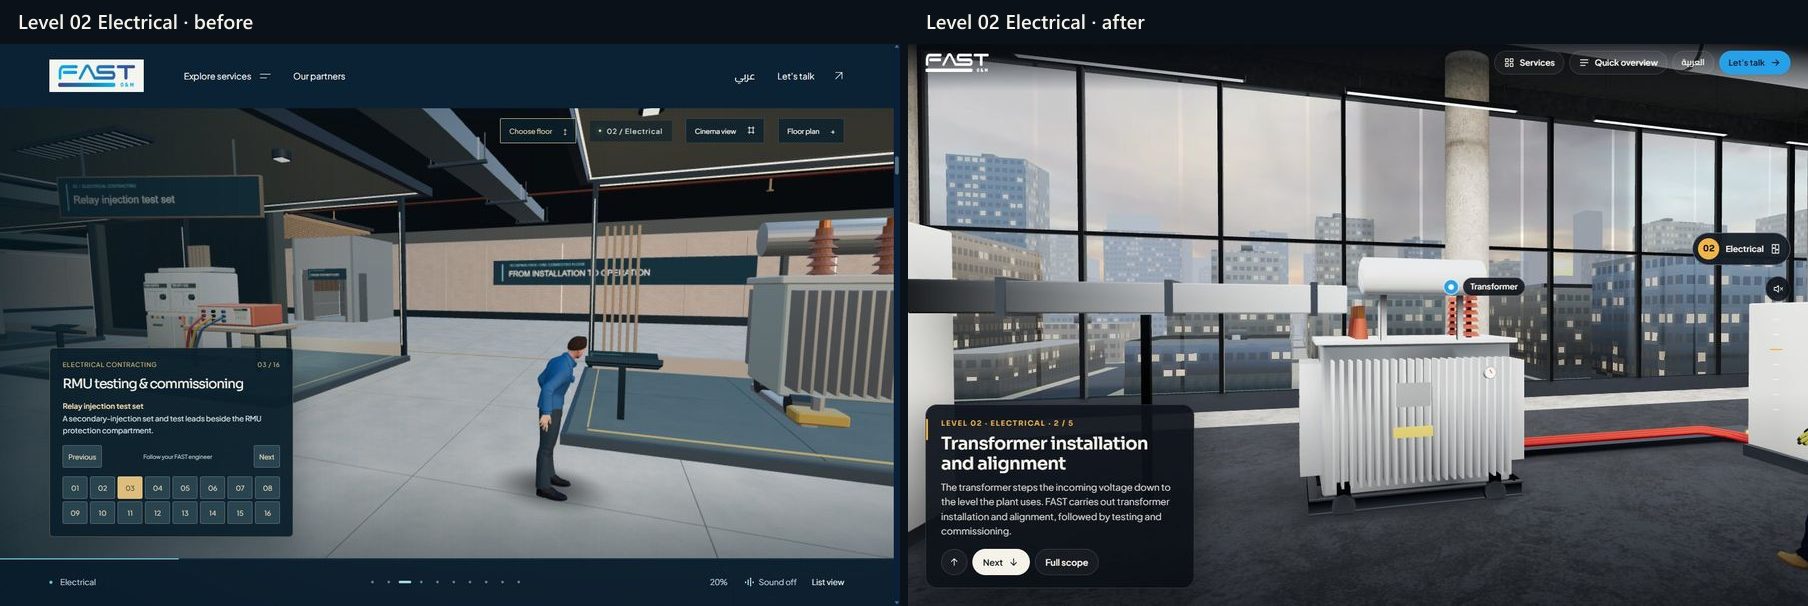 Level 02 Electrical · before
FAST
O&M
Explore services
Our partners
عربي
Let's talk
Choose floor
02 / Electrical
Cinema view
Floor plan
Relay injection test set
FROM INSTALLATION TO OPERATION
ELECTRICAL CONTRACTING
03 / 16
RMU testing & commissioning
Relay injection test set
A secondary-injection set and test leads beside the RMU
protection compartment.
Previous
Follow your FAST engineer
Next
01 02 03 04 05 06 07 08
09 10 11 12 13 14 15 16
Electrical
20%
Sound off
List view
Level 02 Electrical · after
FAST
O&M
Services
Quick overview
العربية
Let's talk
02 Electrical
Transformer
LEVEL 02 · ELECTRICAL · 2 / 5
Transformer installation
and alignment
The transformer steps the incoming voltage down to
the level the plant uses. FAST carries out transformer
installation and alignment, followed by testing and
commissioning.
Next
Full scope